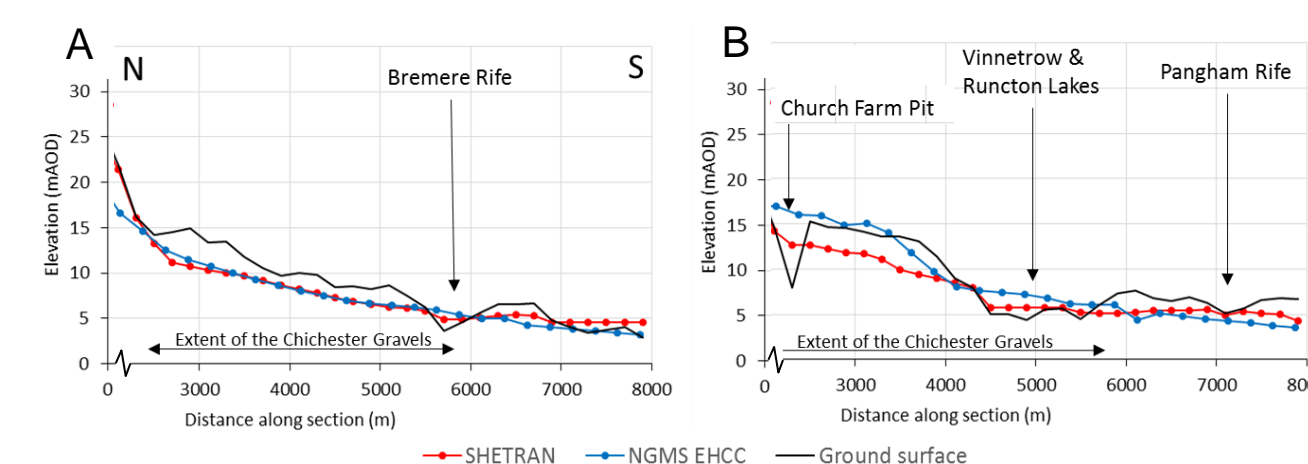 A
N
S
Bremere Rife
Elevation (mAOD)
30
25
20
15
10
5
0
Extent of the Chichester Gravels
0 3000 4000 5000 6000 7000 8000
Distance along section (m)
B
Church Farm Pit
Vinnetrow &
Runcton Lakes
Pangham Rife
Elevation (mAOD)
30
25
20
15
10
5
0
Extent of the Chichester Gravels
0 3000 4000 5000 6000 7000
Distance along section (m)
SHETRAN NGMS EHCC Ground surface